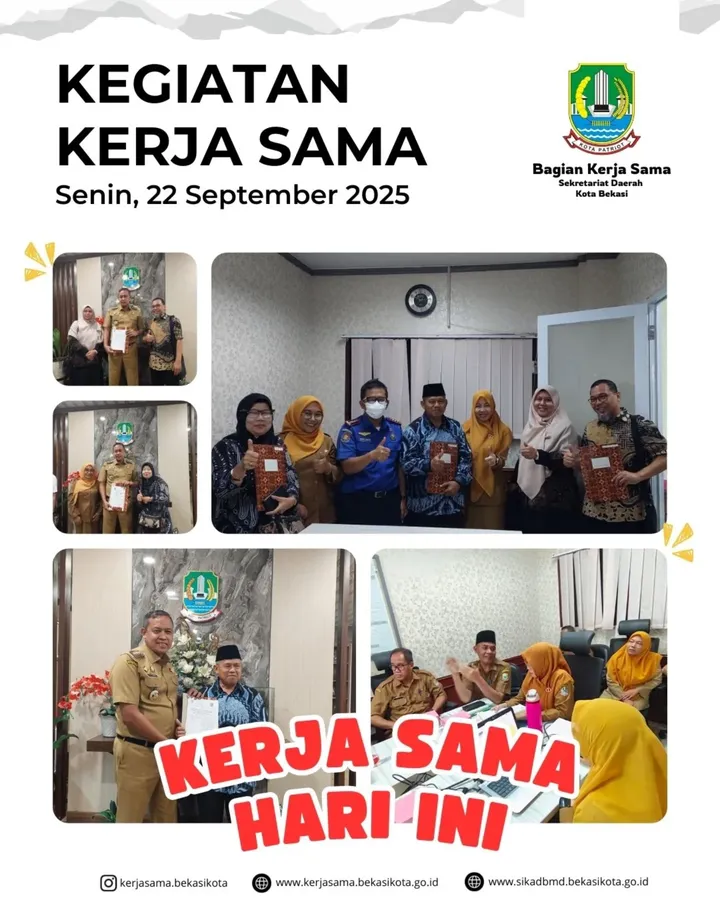 KEGIATAN
KERJA SAMA
Senin, 22 September 2025
KOTA PATRIOT
Bagian Kerja Sama
Sekretariat Daerah
Kota Bekasi
KERJA SAMA
HARI INI
kerjasama.bekasikota
www.kerjasama.bekasikota.go.id
www.sikadbmd.bekasikota.go.id